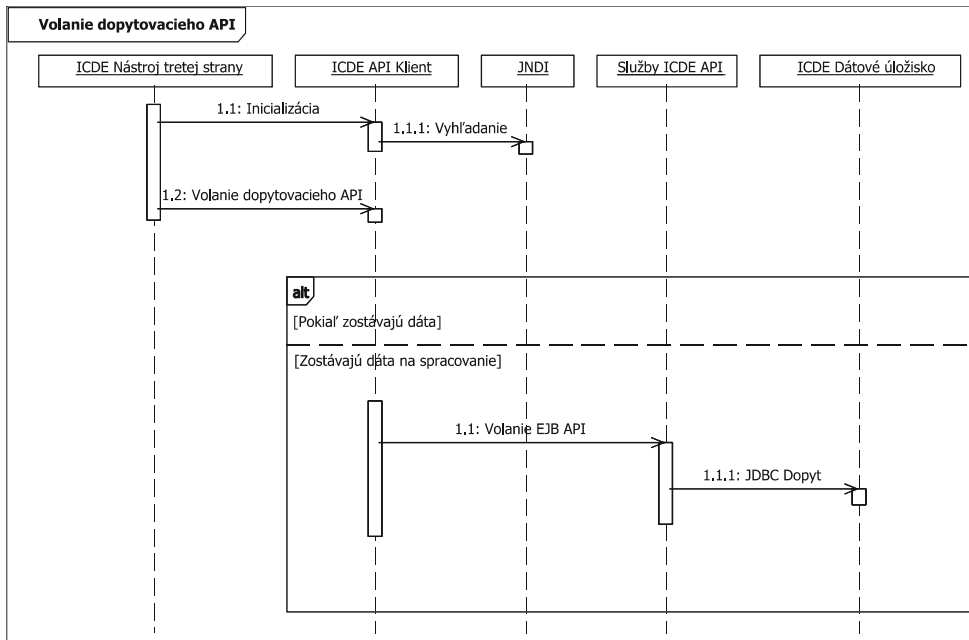 Volanie dopytovacieho API
ICDE Nástroj tretej strany
ICDE API Klient
JNDI
Služby ICDE API
ICDE Dátové úložisko
1.1: Inicializácia
1.1.1: Vyhľadanie
1.2: Volanie dopytovacieho API
alt
[Pokiaľ zostávajú dáta]
[Zostávajú dáta na spracovanie]
1.1: Volanie EJB API
1.1.1: JDBC Dopyt